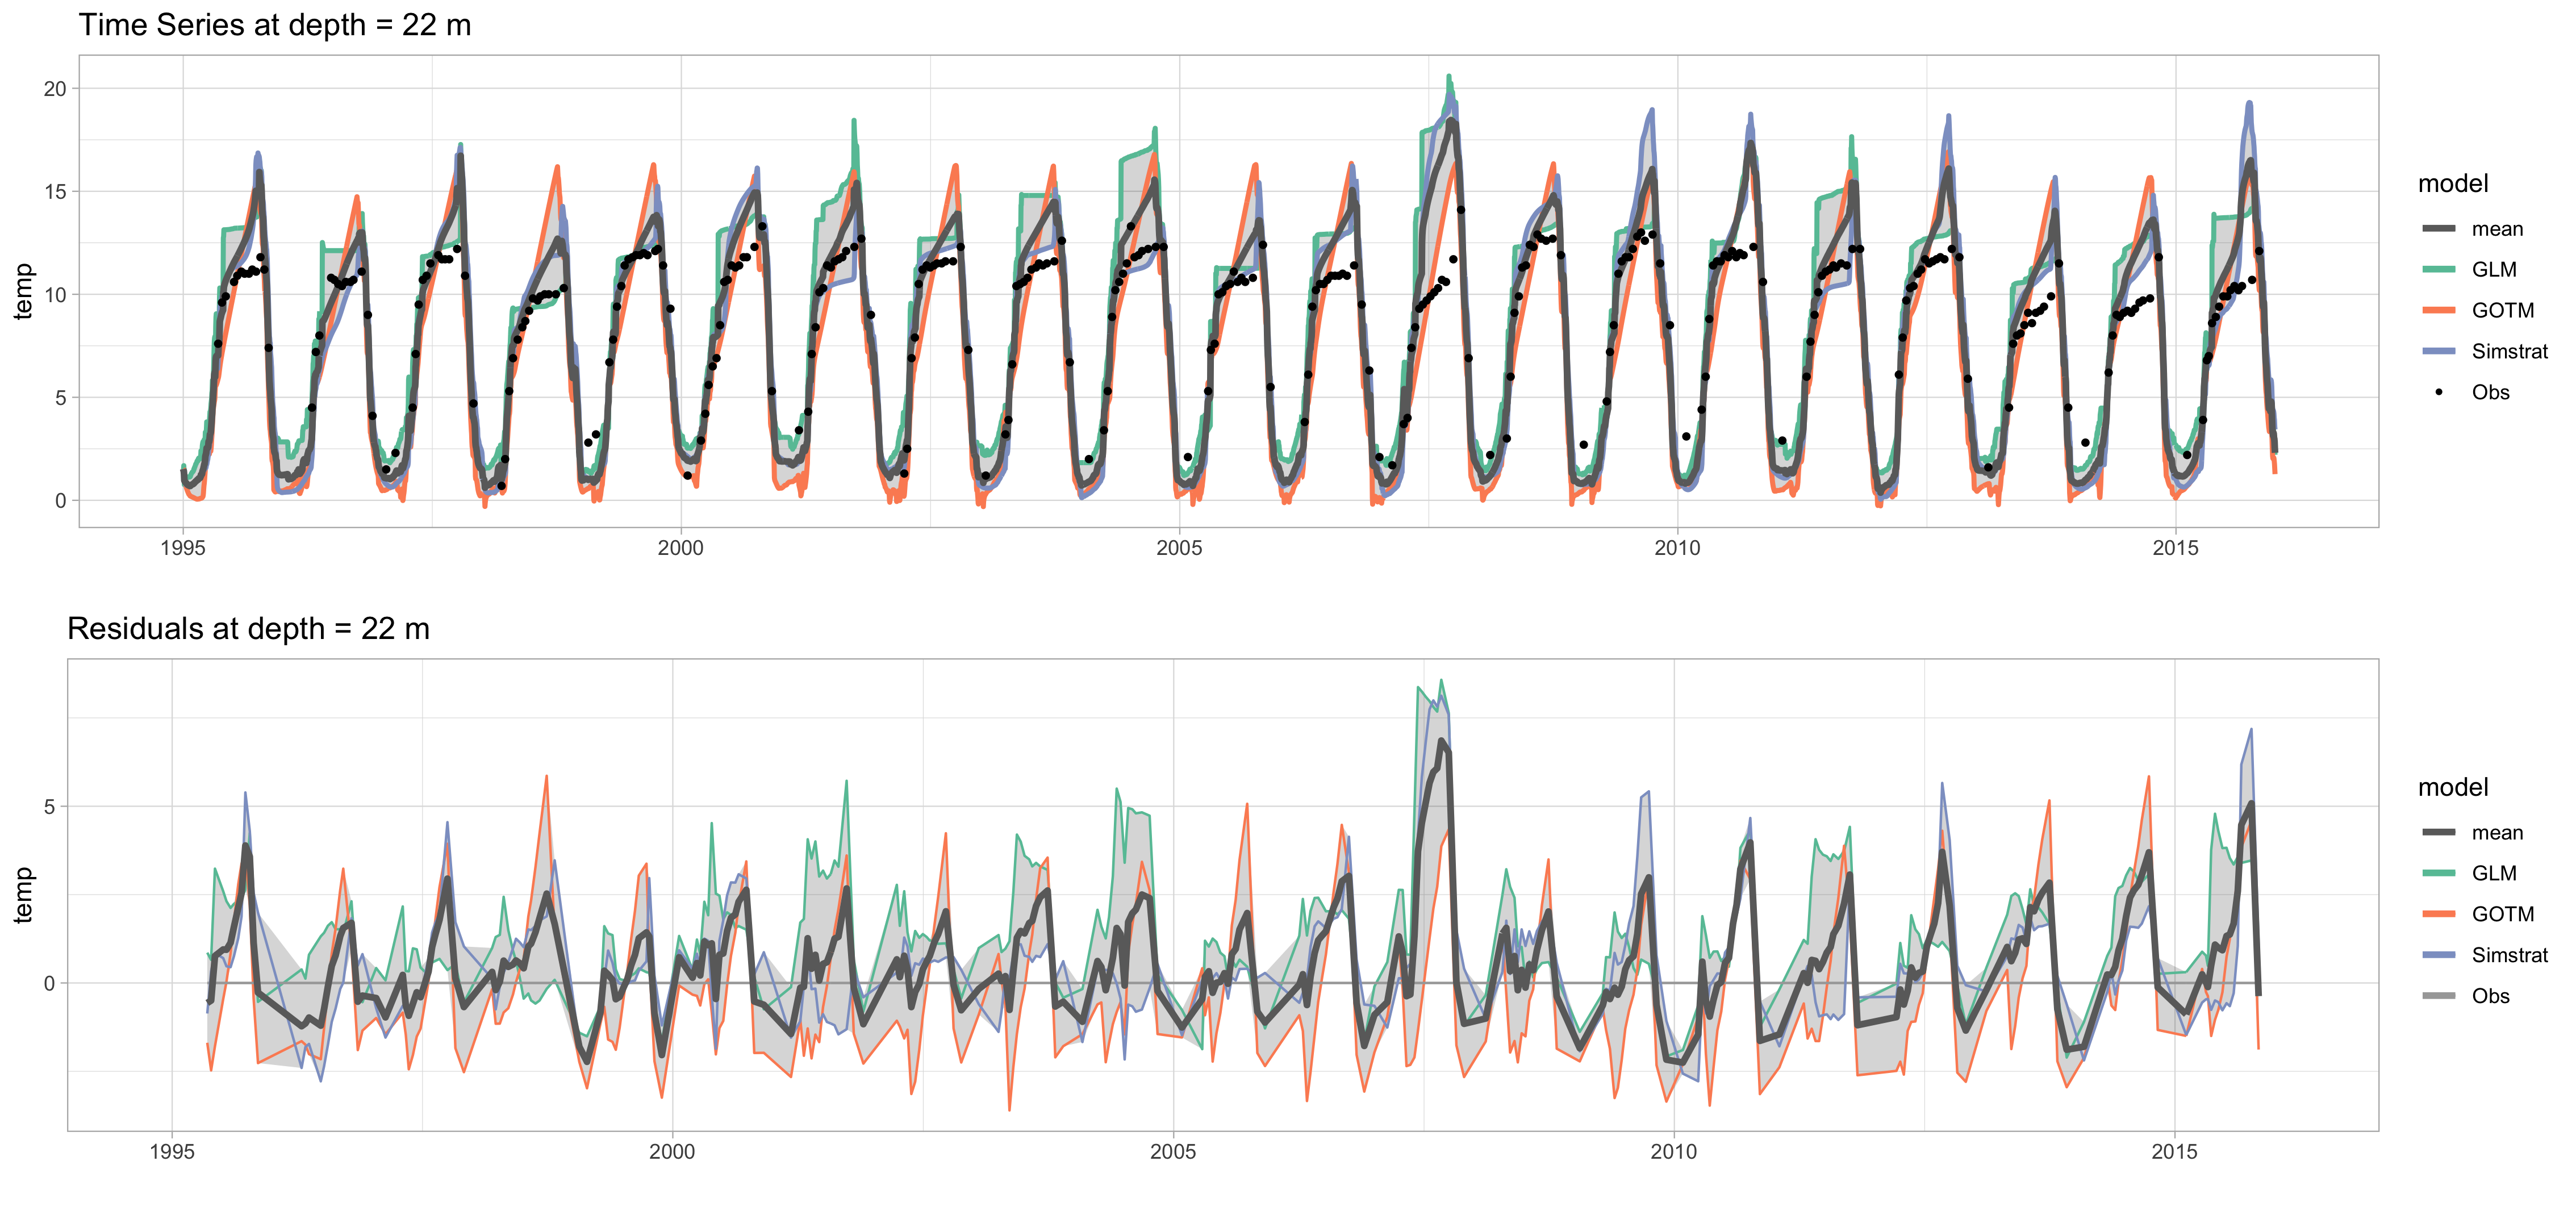 Time Series at depth = 22 m
20
15
10
5
0
temp
1995
2000
2005
2010
2015
model
mean
GLM
GOTM
Simstrat
Obs
Residuals at depth = 22 m
5
0
temp
1995
2000
2005
2010
2015
model
mean
GLM
GOTM
Simstrat
Obs